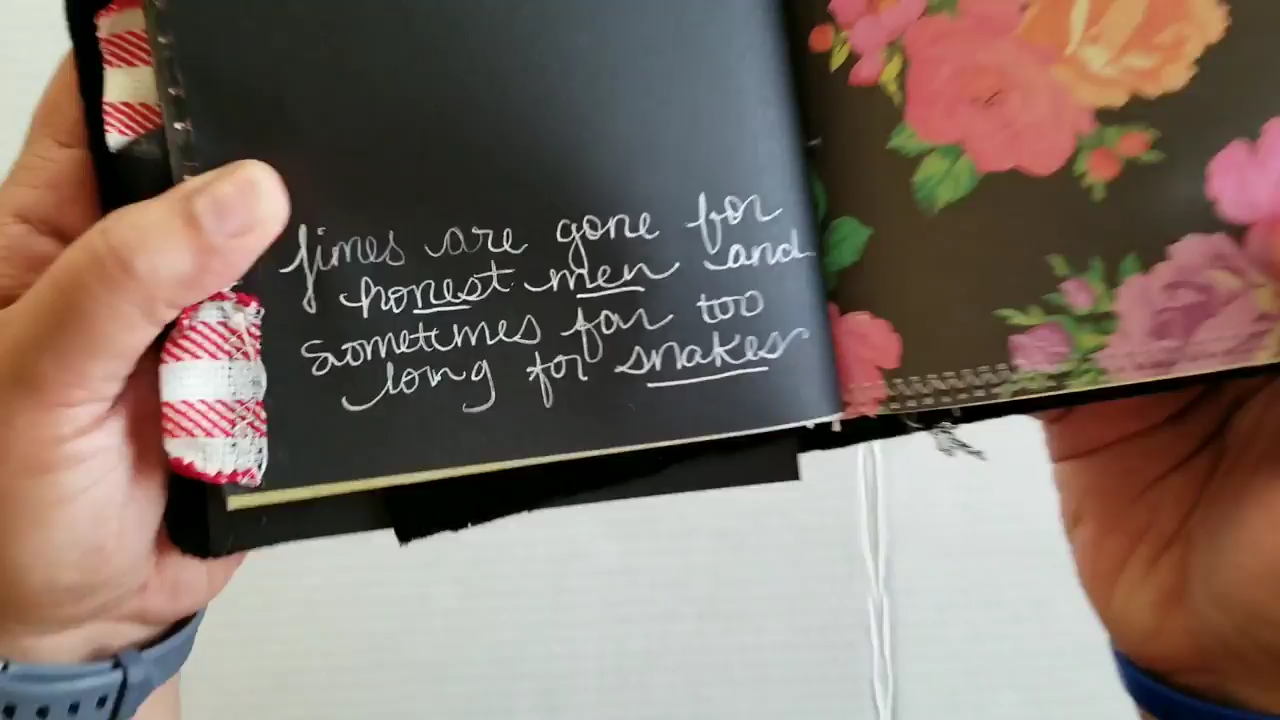 Times are gone for
honest men and
sometimes far too
long for snakes